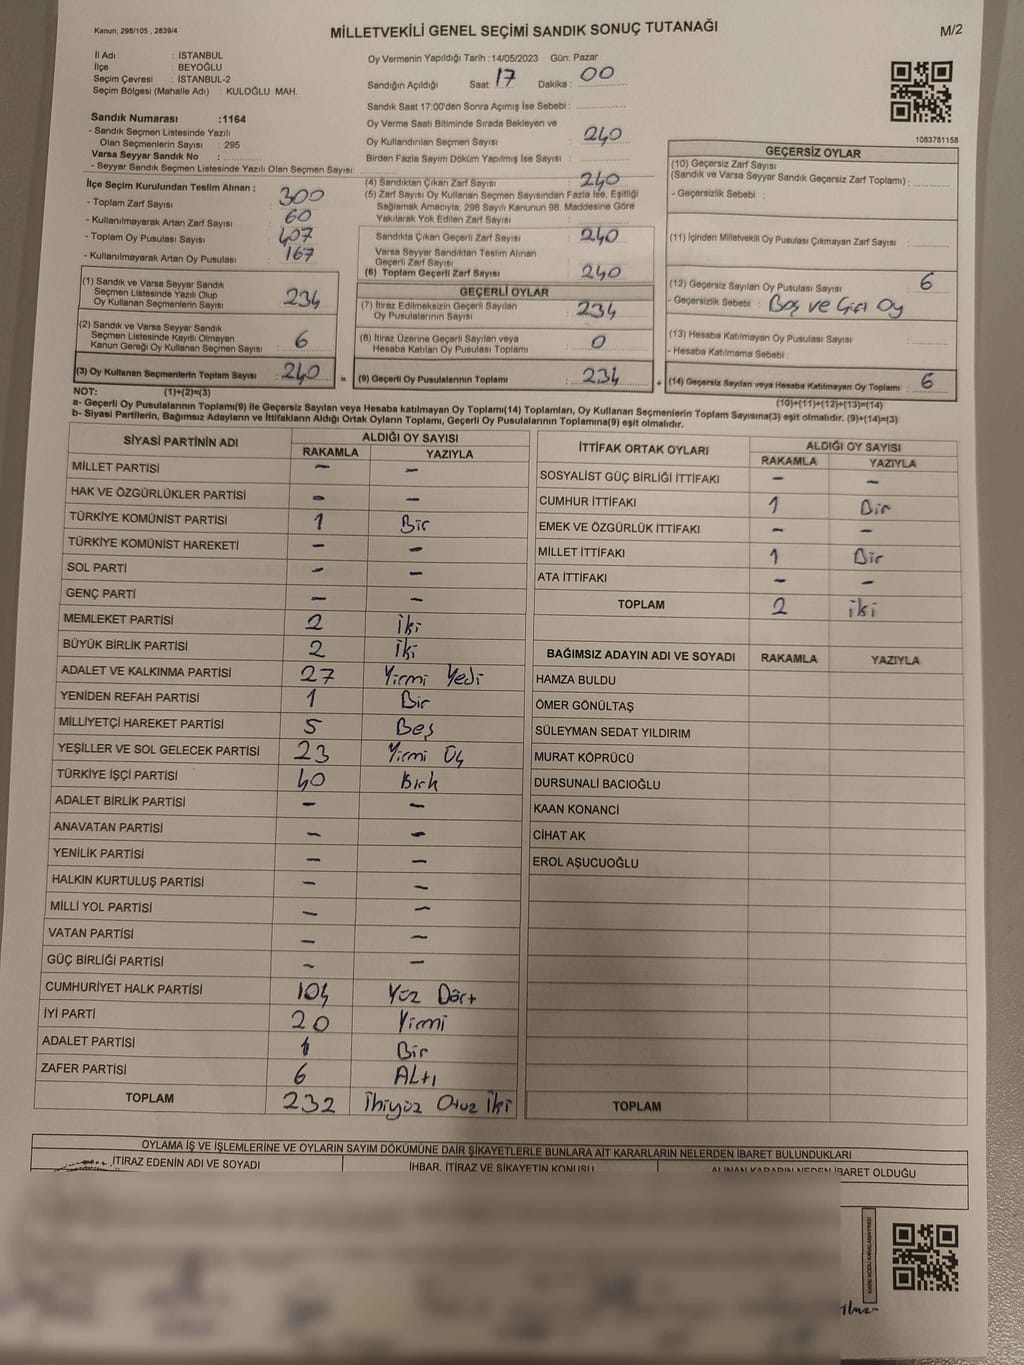 Kanun; 298/105 , 2839/4
MİLLETVEKİLİ GENEL SEÇİMİ SANDIK SONUÇ TUTANAĞI
M/2
İl Adı : İSTANBUL
İlçe : BEYOĞLU
Seçim Çevresi : İSTANBUL-2
Seçim Bölgesi (Mahalle Adı) : KULOĞLU MAH.
Sandık Numarası :1164
- Sandık Seçmen Listesinde Yazılı
Olan Seçmenlerin Sayısı : 295
Varsa Seyyar Sandık No :
- Seyyar Sandık Seçmen Listesinde Yazılı Olan Seçmen Sayısı:
İlçe Seçim Kurulundan Teslim Alınan ;
- Toplam Zarf Sayısı : 300
- Kullanılmayarak Artan Zarf Sayısı : 60
- Toplam Oy Pusulası Sayısı : 407
- Kullanılmayarak Artan Oy Pusulası : 167
(1) Sandık ve Varsa Seyyar Sandık
Seçmen Listesinde Yazılı Olup
Oy Kullanan Seçmenlerin Sayısı : 234
(2) Sandık ve Varsa Seyyar Sandık
Seçmen Listesinde Kayıtlı Olmayan
Kanun Gereği Oy Kullanan Seçmen Sayısı : 6
(3) Oy Kullanan Seçmenlerin Toplam Sayısı : 240
Oy Vermenin Yapıldığı Tarih :14/05/2023 Gün: Pazar
Sandığın Açıldığı Saat: 17 Dakika : 00
Sandık Saat 17:00'den Sonra Açımış İse Sebebi :
Oy Verme Saati Bitiminde Sırada Bekleyen ve
Oy Kullandırılan Seçmen Sayısı : 240
Birden Fazla Sayım Döküm Yapılmış İse Sayısı :
(4) Sandıktan Çıkan Zarf Sayısı : 240
(5) Zarf Sayısı Oy Kullanan Seçmen Sayısından Fazla İse, Eşitliği
Sağlamak Amacıyla, 298 Sayılı Kanunun 98. Maddesine Göre
Yakılarak Yok Edilen Zarf Sayısı :
Sandıkta Çıkan Geçerli Zarf Sayısı : 240
Varsa Seyyar Sandıktan Teslim Alınan
Geçerli Zarf Sayısı :
(6) Toplam Geçerli Zarf Sayısı : 240
GEÇERLİ OYLAR
(7) İtiraz Edilmeksizin Geçerli Sayılan
Oy Pusulalarının Sayısı : 234
(8) İtiraz Üzerine Geçerli Sayılan veya
Hesaba Katılan Oy Pusulası Toplamı : 0
= (9) Geçerli Oy Pusulalarının Toplamı : 234
1083781158
GEÇERSİZ OYLAR
(10) Geçersiz Zarf Sayısı
(Sandık ve Varsa Seyyar Sandık Geçersiz Zarf Toplamı) :
- Geçersizlik Sebebi :
(11) İçinden Milletvekili Oy Pusulası Çıkmayan Zarf Sayısı :
(12) Geçersiz Sayılan Oy Pusulası Sayısı : 6
- Geçersizlik Sebebi : Boş ve Çift Oy
(13) Hesaba Katılmayan Oy Pusulası Sayısı :
- Hesaba Katılmama Sebebi :
+ (14) Geçersiz Sayılan veya Hesaba Katılmayan Oy Toplamı : 6
NOT: (1)+(2)=(3) (10)+(11)+(12)+(13)=(14)
a- Geçerli Oy Pusulalarının Toplamı(9) ile Geçersiz Sayılan veya Hesaba katılmayan Oy Toplamı(14) Toplamları, Oy Kullanan Seçmenlerin Toplam Sayısına(3) eşit olmalıdır. (9)+(14)=(3)
b- Siyasi Partilerin, Bağımsız Adayların ve İttifakların Aldığı Ortak Oyların Toplamı, Geçerli Oy Pusulalarının Toplamına(9) eşit olmalıdır.
SİYASİ PARTİNİN ADI ALDIĞI OY SAYISI
RAKAMLA YAZIYLA
MİLLET PARTİSİ - -
HAK VE ÖZGÜRLÜKLER PARTİSİ - -
TÜRKİYE KOMÜNİST PARTİSİ 1 Bir
TÜRKİYE KOMÜNİST HAREKETİ - -
SOL PARTİ - -
GENÇ PARTİ - -
MEMLEKET PARTİSİ 2 İki
BÜYÜK BİRLİK PARTİSİ 2 İki
ADALET VE KALKINMA PARTİSİ 27 Yirmi Yedi
YENİDEN REFAH PARTİSİ 1 Bir
MİLLİYETÇİ HAREKET PARTİSİ 5 Beş
YEŞİLLER VE SOL GELECEK PARTİSİ 23 Yirmi Üç
TÜRKİYE İŞÇİ PARTİSİ 40 Kırk
ADALET BİRLİK PARTİSİ - -
ANAVATAN PARTİSİ - -
YENİLİK PARTİSİ - -
HALKIN KURTULUŞ PARTİSİ - -
MİLLİ YOL PARTİSİ - -
VATAN PARTİSİ - -
GÜÇ BİRLİĞİ PARTİSİ - -
CUMHURİYET HALK PARTİSİ 104 Yüz Dört
İYİ PARTİ 20 Yirmi
ADALET PARTİSİ 1 Bir
ZAFER PARTİSİ 6 ALTI
TOPLAM 232 İkiyüz Otuz İki
İTTİFAK ORTAK OYLARI ALDIĞI OY SAYISI
RAKAMLA YAZIYLA
SOSYALİST GÜÇ BİRLİĞİ İTTİFAKI - -
CUMHUR İTTİFAKI 1 Bir
EMEK VE ÖZGÜRLÜK İTTİFAKI - -
MİLLET İTTİFAKI 1 Bir
ATA İTTİFAKI - -
TOPLAM 2 iki
BAĞIMSIZ ADAYIN ADI VE SOYADI RAKAMLA YAZIYLA
HAMZA BULDU
ÖMER GÖNÜLTAŞ
SÜLEYMAN SEDAT YILDIRIM
MURAT KÖPRÜCÜ
DURSUNALİ BACIOĞLU
KAAN KONANCİ
CİHAT AK
EROL AŞUCUOĞLU
TOPLAM
OYLAMA İŞ VE İŞLEMLERİNE VE OYLARIN SAYIM DÖKÜMÜNE DAİR ŞİKAYETLERLE BUNLARA AİT KARARLARIN NELERDEN İBARET BULUNDUKLARI
İTİRAZ EDENİN ADI VE SOYADI İHBAR, İTİRAZ VE ŞİKAYETİN KONUSU ALINAN KARARIN NEDEN İBARET OLDUĞU